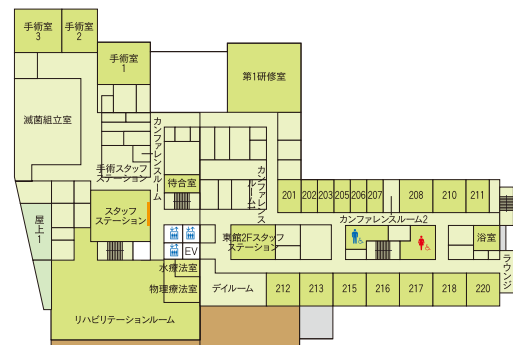 手術室
3
手術室
2
手術室
1
第1研修室
滅菌組立室
カンファレンスルーム
手術スタッフ
ステーション
待合室
カンファレンス
ルーム1
201
202
203
205
206
207
208
210
211
カンファレンスルーム2
屋上1
スタッフ
ステーション
EV
東館2Fスタッフ
ステーション
浴室
ラウンジ
水療法室
物理療法室
デイルーム
212
213
215
216
217
218
220
リハビリテーションルーム